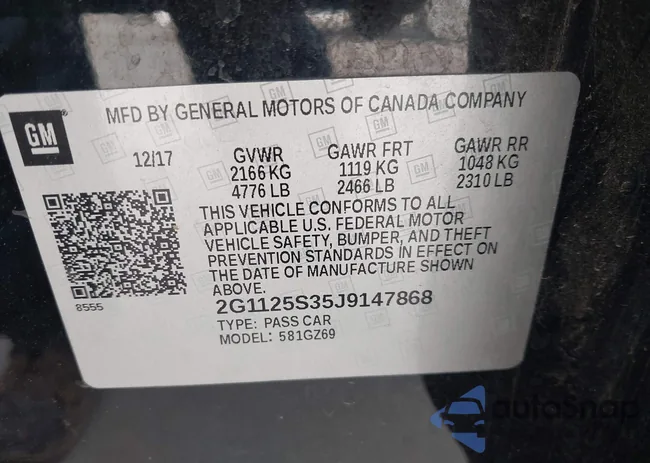 MFD BY GENERAL MOTORS OF CANADA COMPANY
GM
12/17 GVWR GAWR FRT GAWR RR
2166 KG 1119 KG 1048 KG
4776 LB 2466 LB 2310 LB
THIS VEHICLE CONFORMS TO ALL
APPLICABLE U.S. FEDERAL MOTOR
VEHICLE SAFETY, BUMPER, AND THEFT
PREVENTION STANDARDS IN EFFECT ON
THE DATE OF MANUFACTURE SHOWN
ABOVE.
8555
2G1125S35J9147868
TYPE: PASS CAR
MODEL: 581GZ69
autoSnap